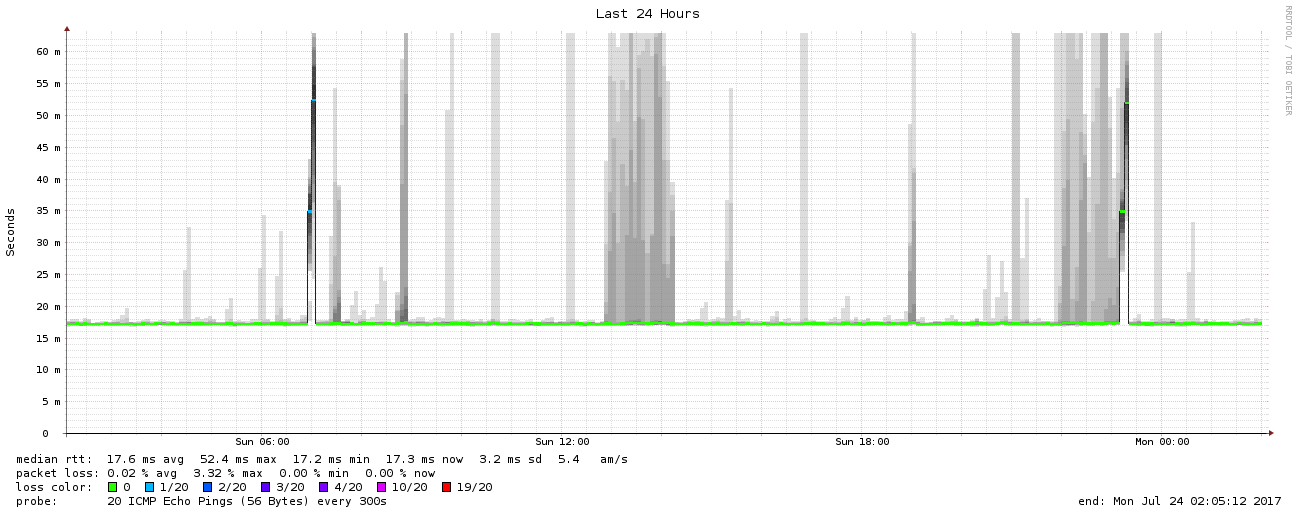 Last 24 Hours
RRDTOOL / TOBI OETIKER
Seconds
60 m
55 m
50 m
45 m
40 m
35 m
30 m
25 m
20 m
15 m
10 m
5 m
0
Sun 06:00 Sun 12:00 Sun 18:00 Mon 00:00
median rtt: 17.6 ms avg 52.4 ms max 17.2 ms min 17.3 ms now 3.2 ms sd 5.4 am/s
packet loss: 0.02 % avg 3.32 % max 0.00 % min 0.00 % now
loss color: 0 1/20 2/20 3/20 4/20 10/20 19/20
probe: 20 ICMP Echo Pings (56 Bytes) every 300s end: Mon Jul 24 02:05:12 2017